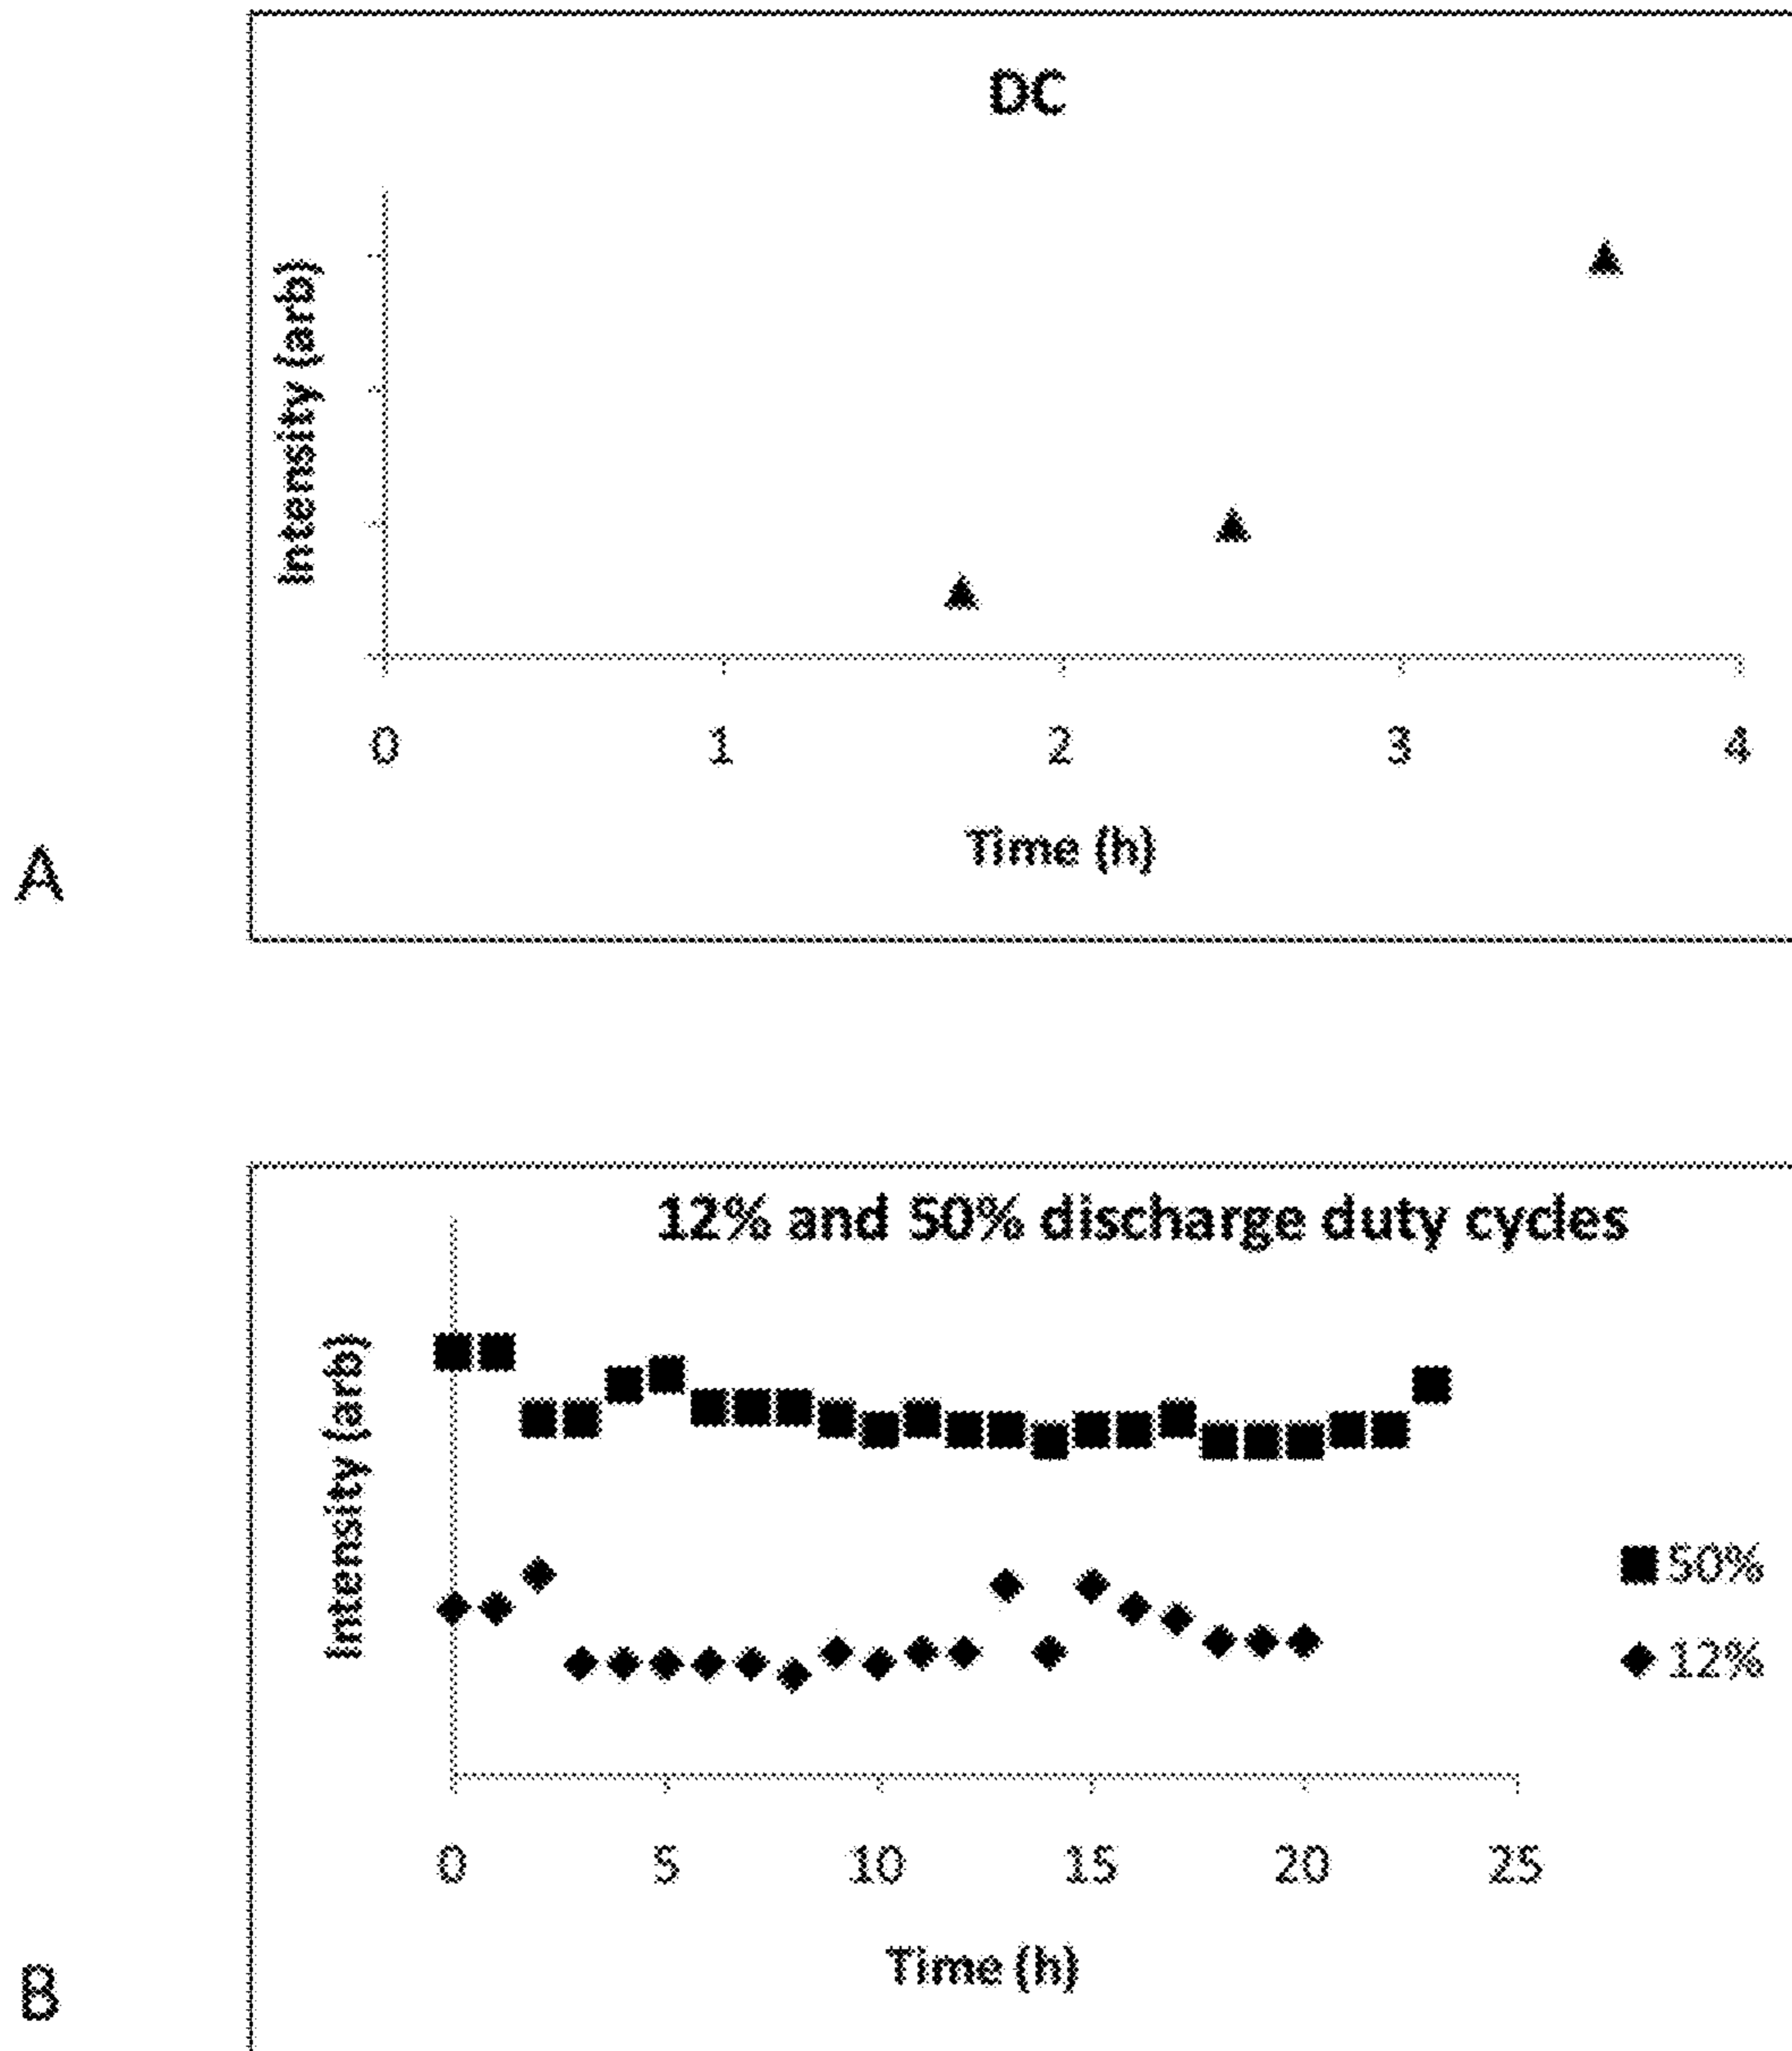 DC
Intensity (arb)
0 1 2 3 4
Time (h)
A
12% and 50% discharge duty cycles
Intensity (arb)
50%
12%
0 5 10 15 20 25
Time (h)
B